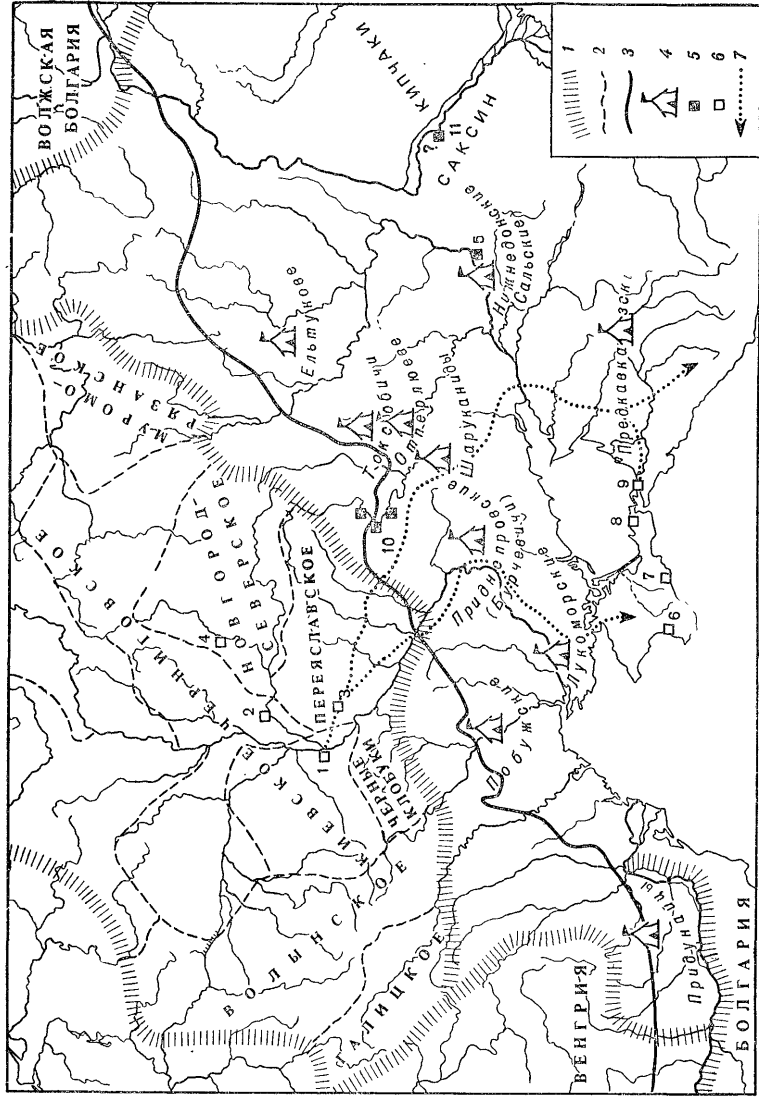 ВОЛЖСКАЯ
БОЛГАРИЯ
КИПЧАКИ
САКСИН
?
11
МУРОМО-
РЯЗАНСКОЕ
Ельтукове
Нижнедонские
Сальские
5
ЧЕРНИГОВСКОЕ
НОВГОРОД-
СЕВЕРСКОЕ
4
2
Токсобичи
Отперлюеве
Шаруканиды
10
ПЕРЕЯСЛАВСКОЕ
3
1
Приднепровские
(Бурчевичи)
Лукоморские
Предкавказские
9
8
7
6
КИЕВСКОЕ
ЧЕРНЫЕ
КЛОБУКИ
Побужские
ВОЛЫНСКОЕ
ГАЛИЦКОЕ
ВЕНГРИЯ
Придунайцы
БОЛГАРИЯ
1
2
3
4
5
6
7